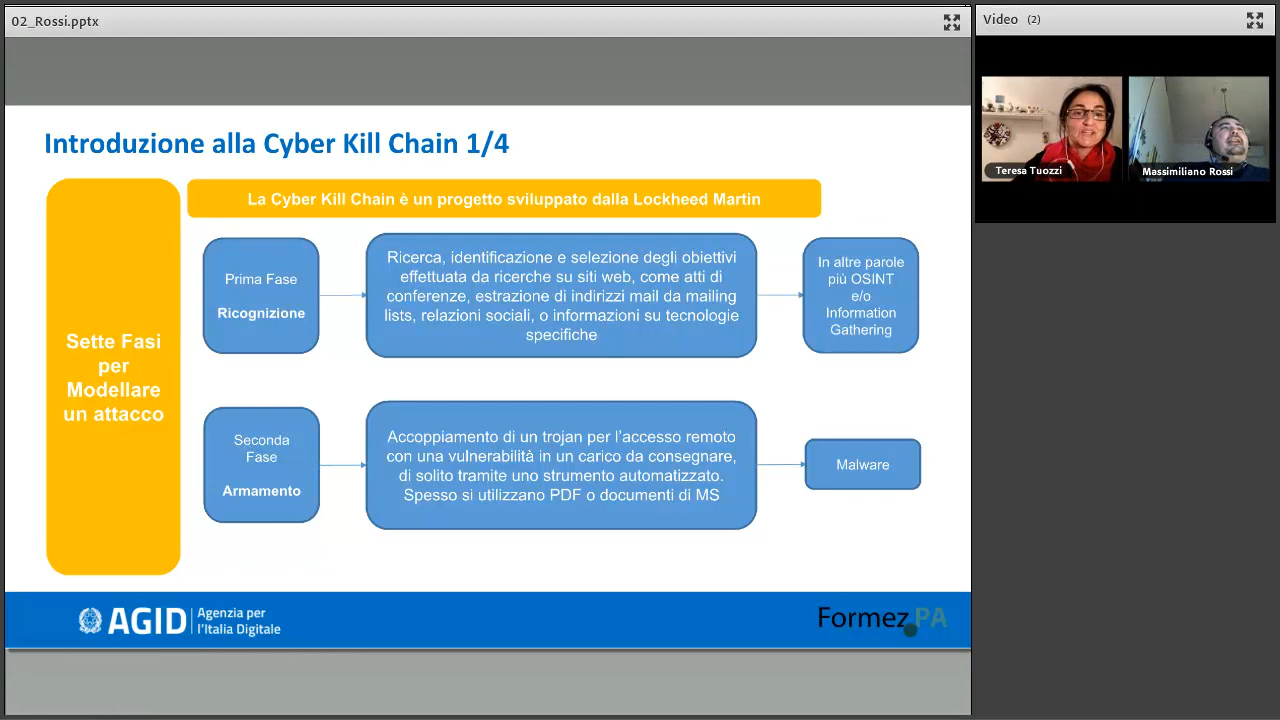 02_Rossi.pptx
Video (2)
Teresa Tuozzi
Massimiliano Rossi
Introduzione alla Cyber Kill Chain 1/4
Sette Fasi
per
Modellare
un attacco
La Cyber Kill Chain è un progetto sviluppato dalla Lockheed Martin
Prima Fase
Ricognizione
Ricerca, identificazione e selezione degli obiettivi
effettuata da ricerche su siti web, come atti di
conferenze, estrazione di indirizzi mail da mailing
lists, relazioni sociali, o informazioni su tecnologie
specifiche
In altre parole
più OSINT
e/o
Information
Gathering
Seconda
Fase
Armamento
Accoppiamento di un trojan per l'accesso remoto
con una vulnerabilità in un carico da consegnare,
di solito tramite uno strumento automatizzato.
Spesso si utilizzano PDF o documenti di MS
Malware
AGID
Agenzia per
l'Italia Digitale
Formez PA